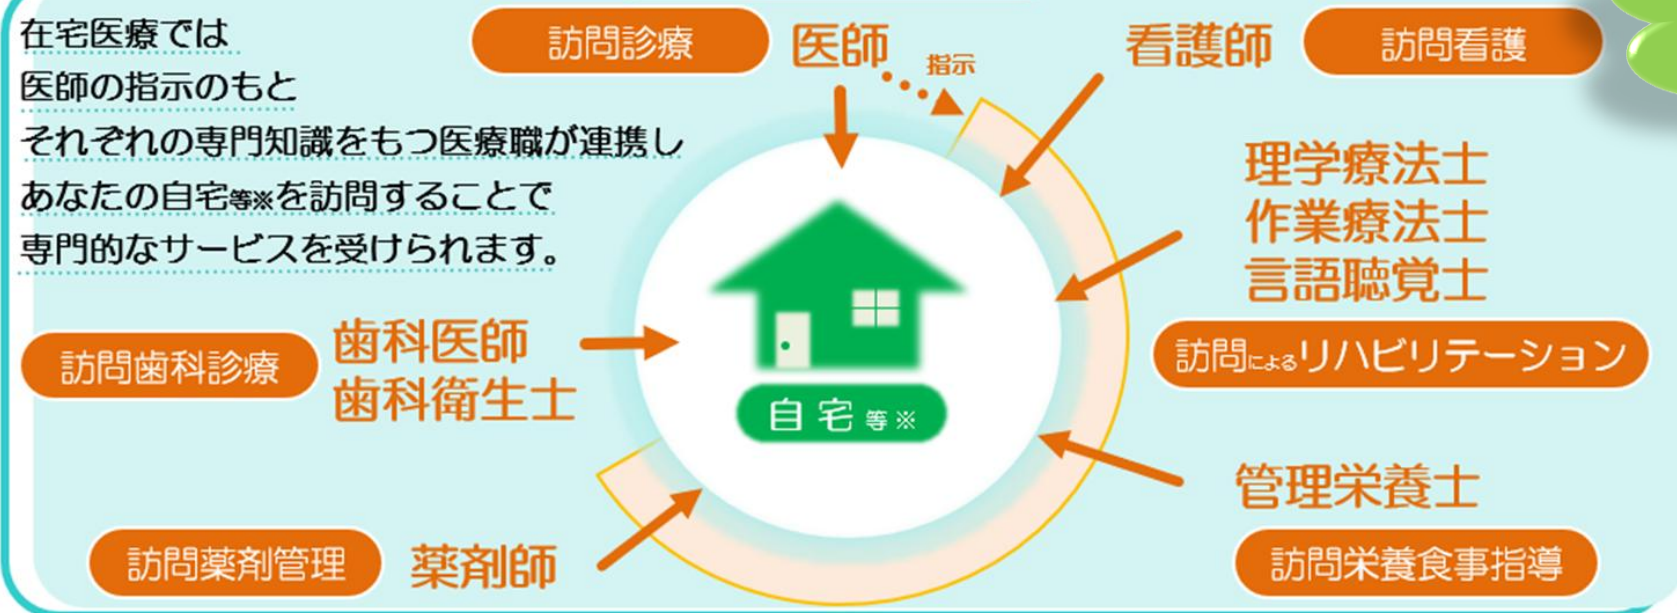 在宅医療では
医師の指示のもと
それぞれの専門知識をもつ医療職が連携し
あなたの自宅等※を訪問することで
専門的なサービスを受けられます。
訪問診療
医師
指示
看護師
訪問看護
理学療法士
作業療法士
言語聴覚士
訪問によるリハビリテーション
歯科医師
歯科衛生士
訪問歯科診療
自宅等※
管理栄養士
訪問栄養食事指導
訪問薬剤管理
薬剤師